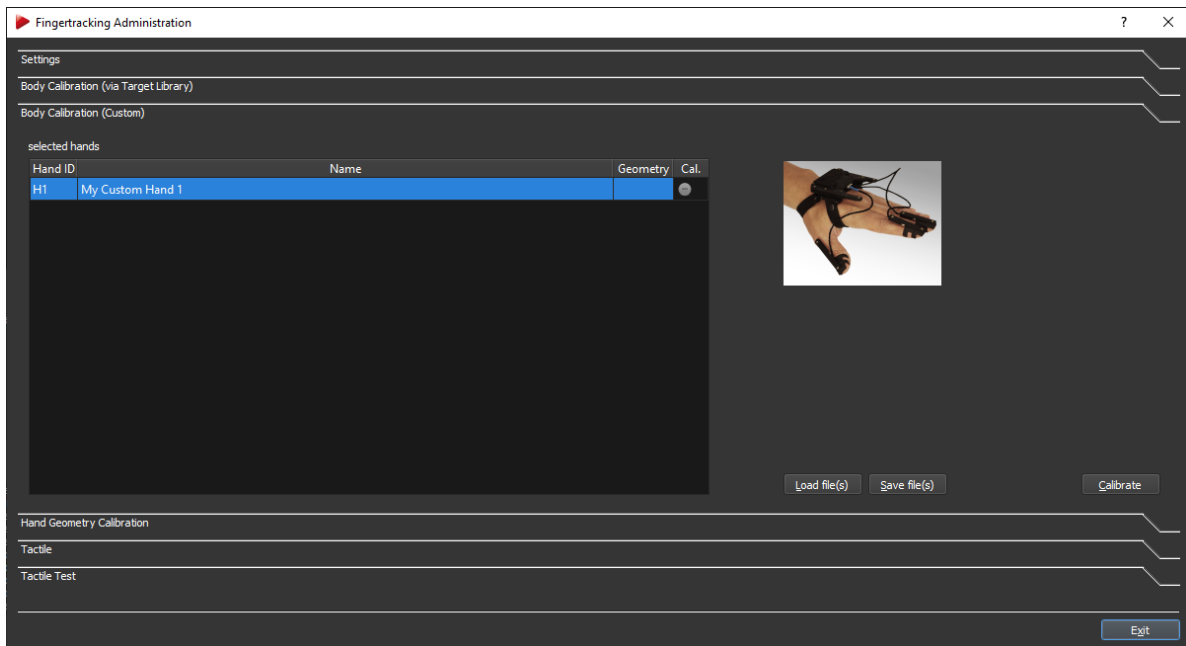 Fingertracking Administration ? ×
Settings
Body Calibration (via Target Library)
Body Calibration (Custom)
selected hands
Hand ID Name Geometry Cal.
H1 My Custom Hand 1
Load file(s) Save file(s) Calibrate
Hand Geometry Calibration
Tactile
Tactile Test
Exit